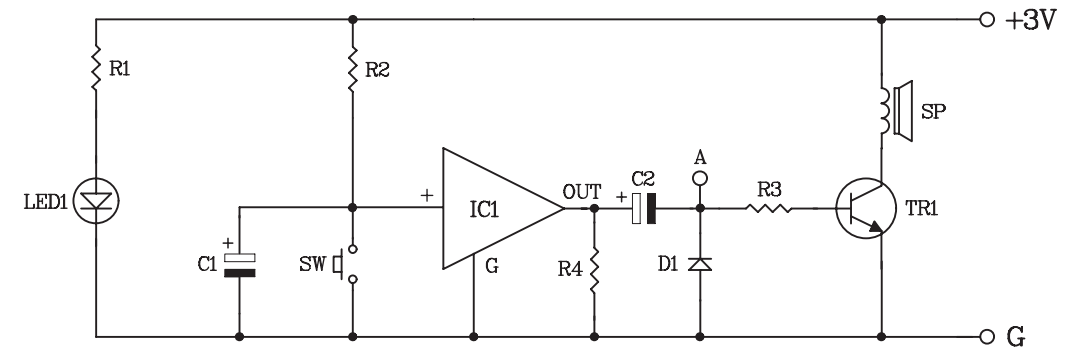 +3V
R1
R2
SP
A
LED1
+
OUT
+
C2
R3
IC1
TR1
+
C1
SW
G
R4
D1
G